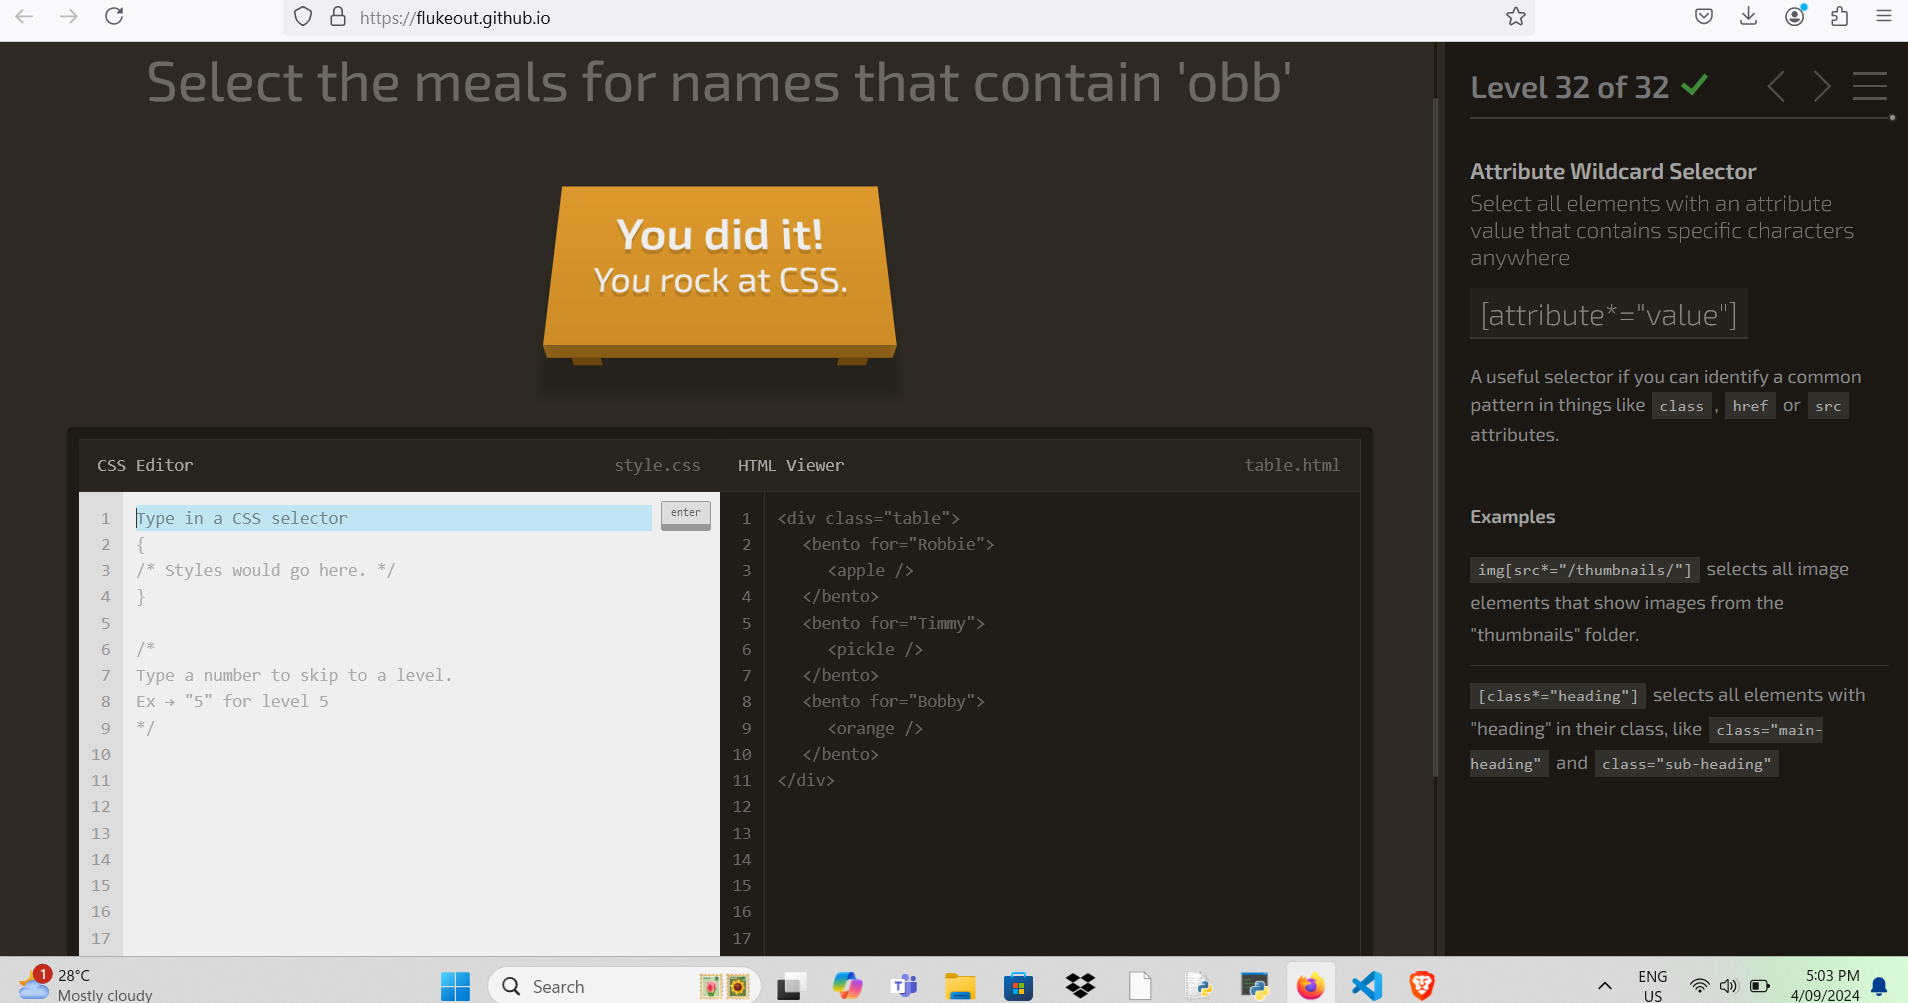 https://flukeout.github.io
Select the meals for names that contain 'obb'
You did it!
You rock at CSS.
CSS Editor
style.css
1 Type in a CSS selector
enter
2 {
3 /* Styles would go here. */
4 }
5
6 /*
7 Type a number to skip to a level.
8 Ex → "5" for level 5
9 */
10
11
12
13
14
15
16
17
HTML Viewer
table.html
1 <div class="table">
2 <bento for="Robbie">
3 <apple />
4 </bento>
5 <bento for="Timmy">
6 <pickle />
7 </bento>
8 <bento for="Bobby">
9 <orange />
10 </bento>
11 </div>
12
13
14
15
16
17
Level 32 of 32
Attribute Wildcard Selector
Select all elements with an attribute
value that contains specific characters
anywhere
[attribute*="value"]
A useful selector if you can identify a common
pattern in things like class , href or src
attributes.
Examples
img[src*="/thumbnails/"] selects all image
elements that show images from the
"thumbnails" folder.
[class*="heading"] selects all elements with
"heading" in their class, like class="main-
heading" and class="sub-heading"
1
28°C
Mostly cloudy
Search
ENG
US
5:03 PM
4/09/2024